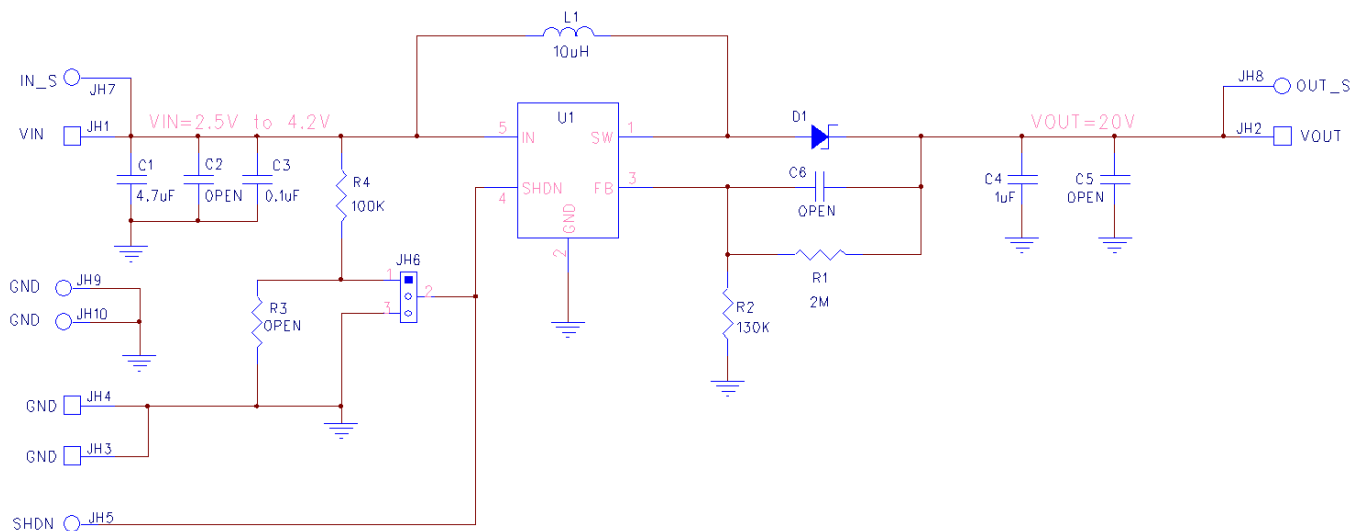 L1
10uH
IN_S
JH7
JH8
OUT_S
VIN
JH1
VIN=2.5V to 4.2V
5
IN
U1
SW
1
D1
VOUT=20V
JH2
VOUT
C1
4.7uF
C2
OPEN
C3
0.1uF
R4
100K
SHDN
4
FB
3
GND
2
C6
OPEN
C4
1uF
C5
OPEN
R1
2M
R2
130K
JH6
1
2
3
R3
OPEN
GND
JH9
GND
JH10
GND
JH4
GND
JH3
SHDN
JH5